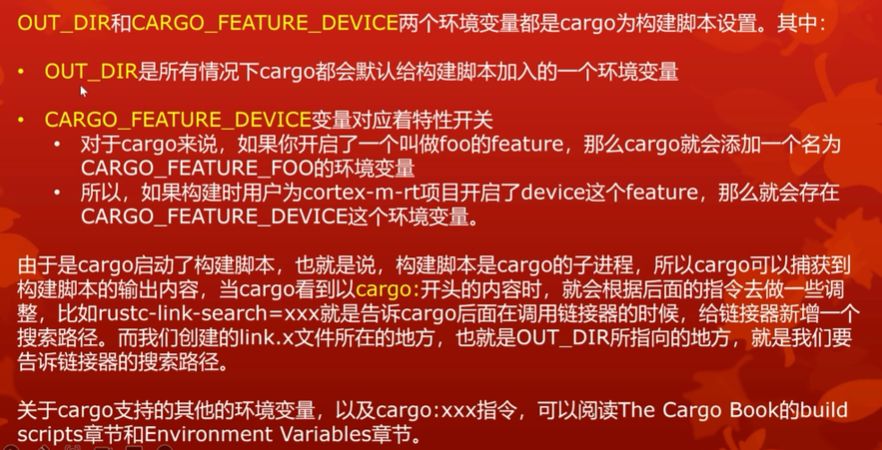 OUT_DIR和CARGO_FEATURE_DEVICE两个环境变量都是cargo为构建脚本设置。其中：
• OUT_DIR是所有情况下cargo都会默认给构建脚本加入的一个环境变量
• CARGO_FEATURE_DEVICE变量对应着特性开关
• 对于cargo来说，如果你开启了一个叫做foo的feature，那么cargo就会添加一个名为
CARGO_FEATURE_FOO的环境变量
• 所以，如果构建时用户为cortex-m-rt项目开启了device这个feature，那么就会存在
CARGO_FEATURE_DEVICE这个环境变量。
由于是cargo启动了构建脚本，也就是说，构建脚本是cargo的子进程，所以cargo可以捕获到
构建脚本的输出内容，当cargo看到以cargo:开头的内容时，就会根据后面的指令去做一些调
整，比如rustc-link-search=xxx就是告诉cargo后面在调用链接器的时候，给链接器新增一个
搜索路径。而我们创建的link.x文件所在的地方，也就是OUT_DIR所指向的地方，就是我们要
告诉链接器的搜索路径。
关于cargo支持的其他的环境变量，以及cargo:xxx指令，可以阅读The Cargo Book的build
scripts章节和Environment Variables章节。